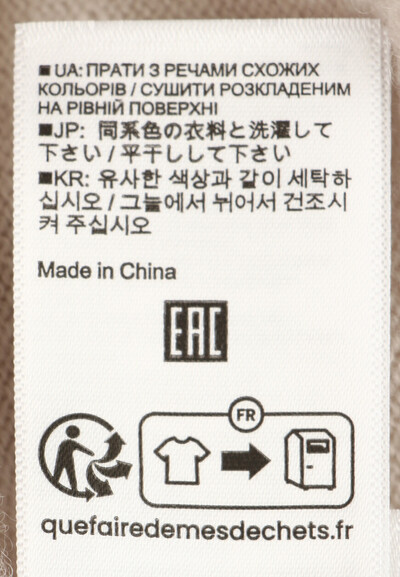 ■ UA: ПРАТИ З РЕЧАМИ СХОЖИХ
КОЛЬОРІВ / СУШИТИ РОЗКЛАДЕНИМ
НА РІВНІЙ ПОВЕРХНІ
■JP: 同系色の衣料と洗濯して
下さい / 平干しして下さい
■KR: 유사한 색상과 같이 세탁하
십시오 / 그늘에서 뉘어서 건조시
켜 주십시오
Made in China
EAC
FR
quefairedemesdechets.fr